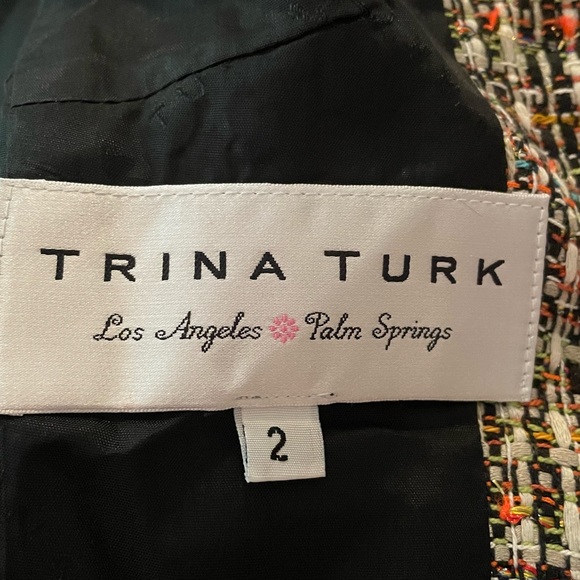 TRINA TURK
Los Angeles Palm Springs
2